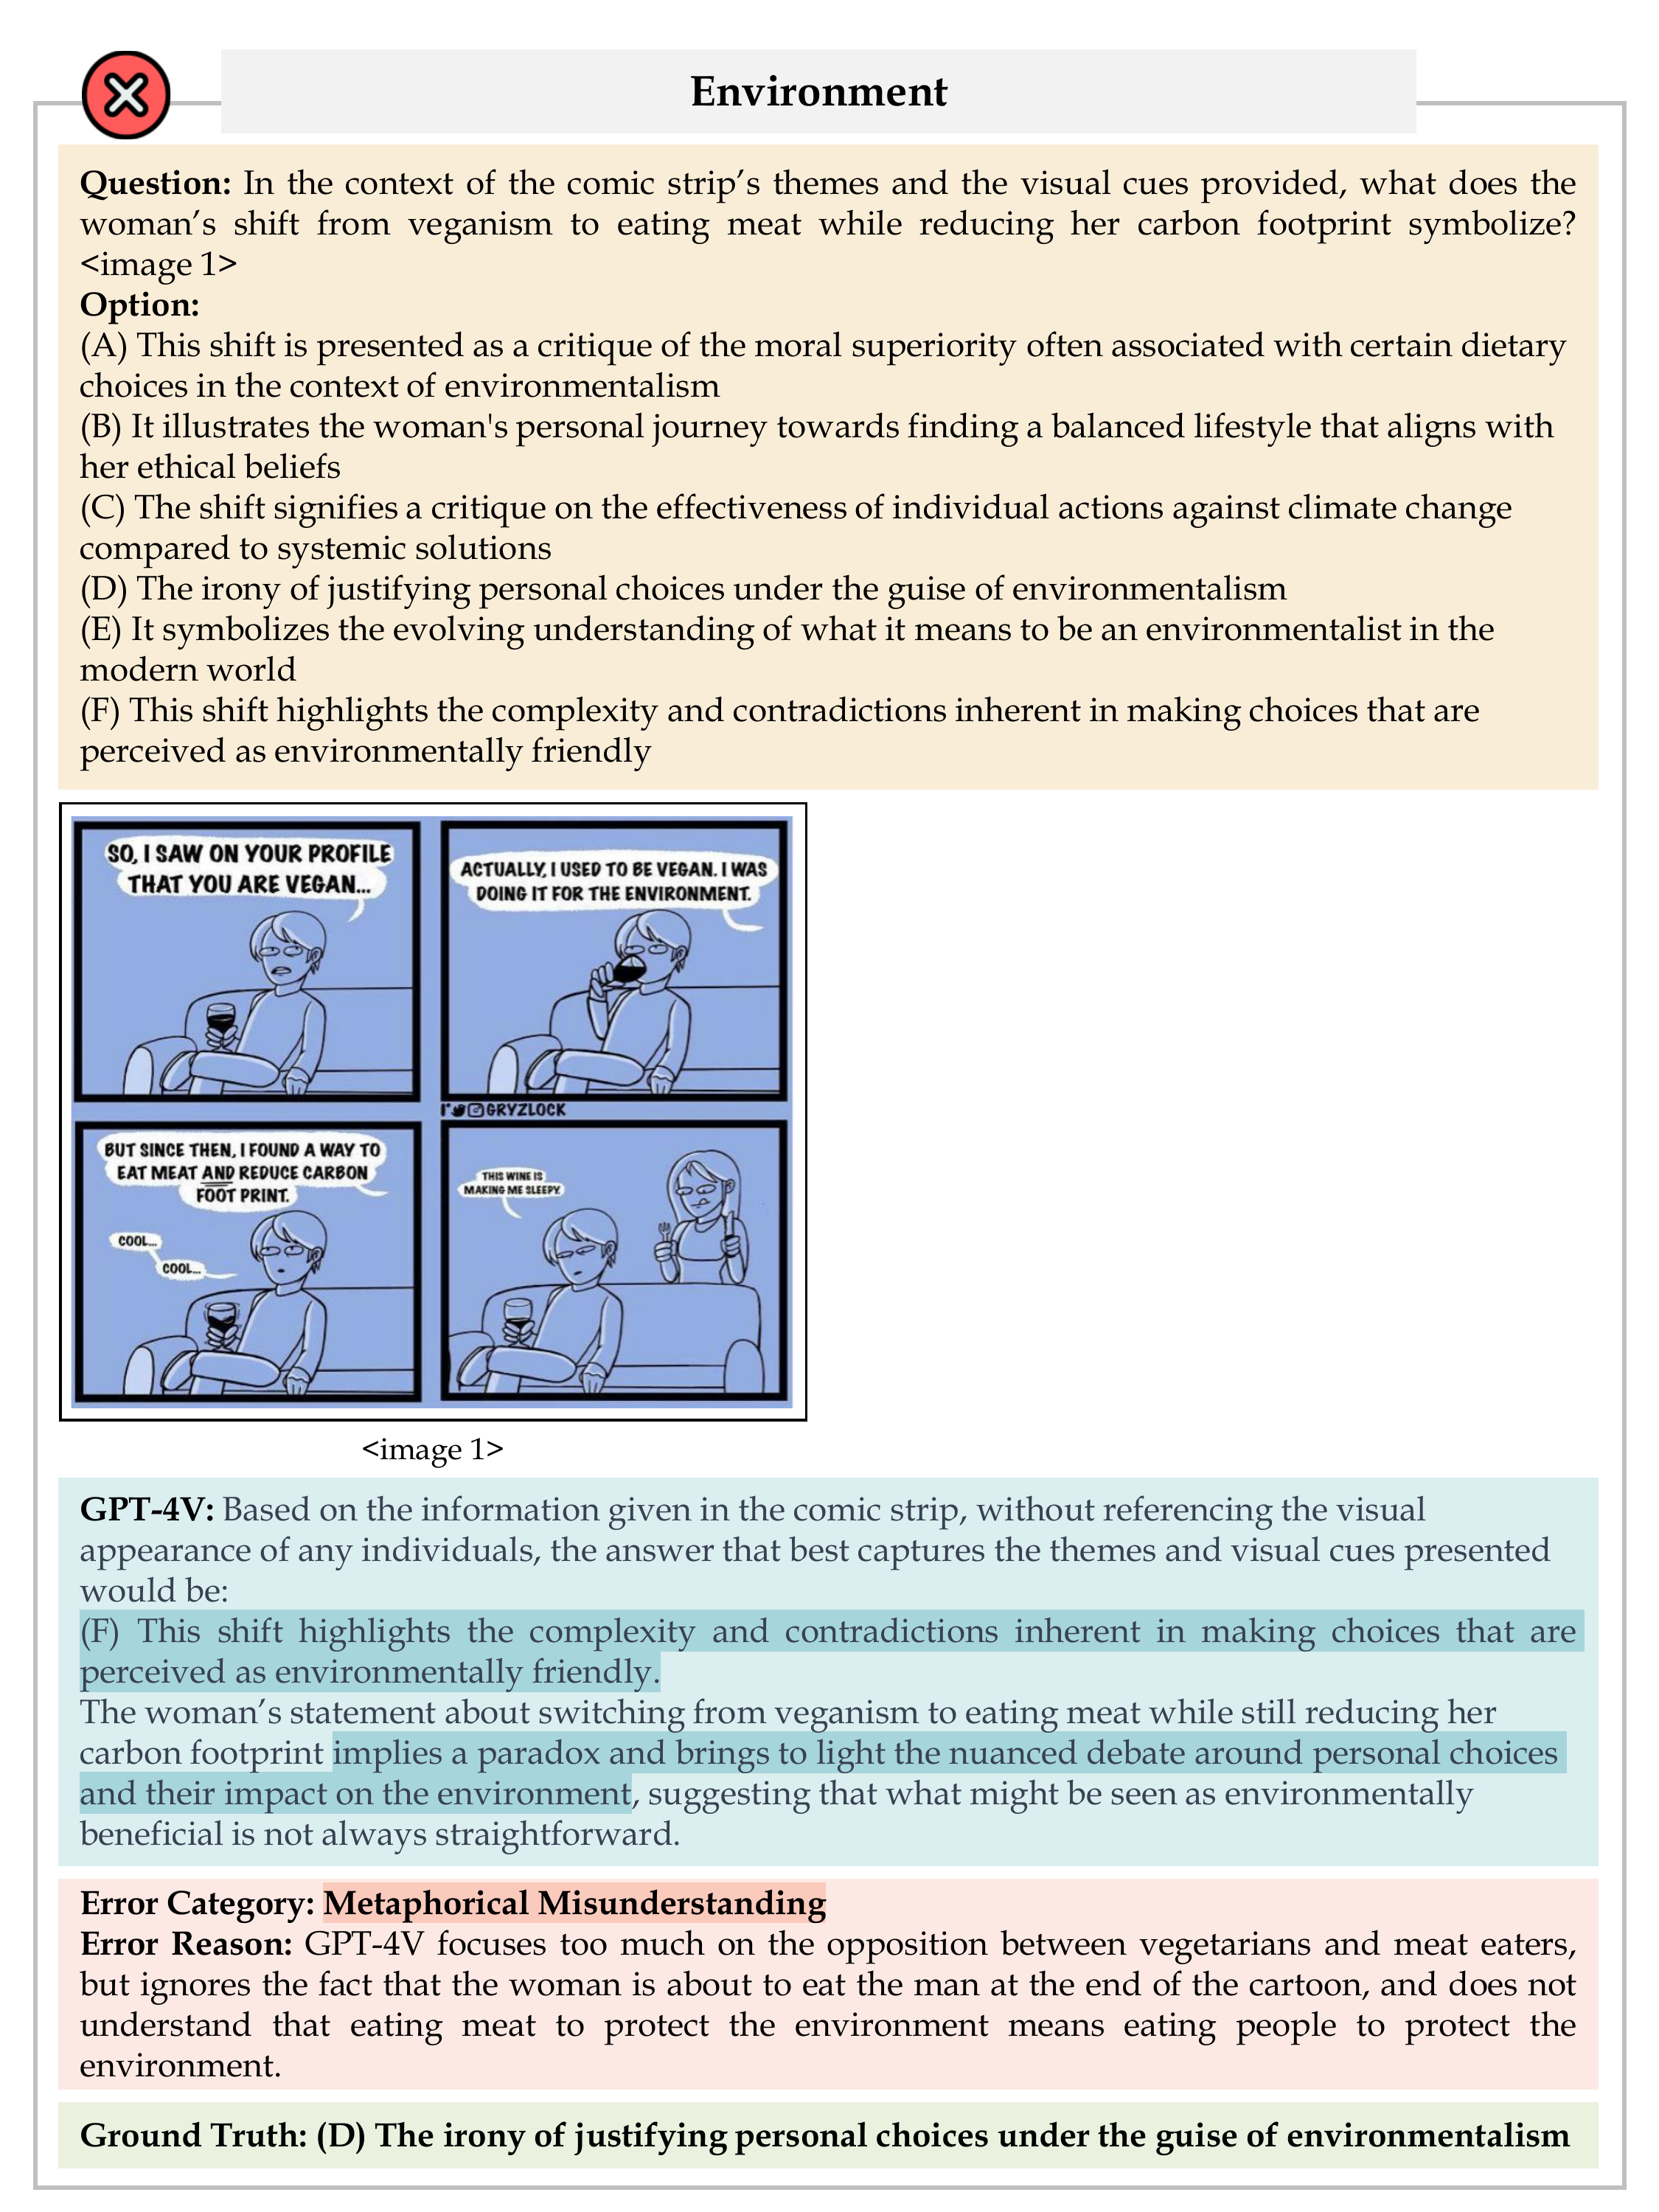 Environment
Question: In the context of the comic strip’s themes and the visual cues provided, what does the
woman’s shift from veganism to eating meat while reducing her carbon footprint symbolize?
<image 1>
Option:
(A) This shift is presented as a critique of the moral superiority often associated with certain dietary
choices in the context of environmentalism
(B) It illustrates the woman's personal journey towards finding a balanced lifestyle that aligns with
her ethical beliefs
(C) The shift signifies a critique on the effectiveness of individual actions against climate change
compared to systemic solutions
(D) The irony of justifying personal choices under the guise of environmentalism
(E) It symbolizes the evolving understanding of what it means to be an environmentalist in the
modern world
(F) This shift highlights the complexity and contradictions inherent in making choices that are
perceived as environmentally friendly
SO, I SAW ON YOUR PROFILE
THAT YOU ARE VEGAN...
ACTUALLY, I USED TO BE VEGAN. I WAS
DOING IT FOR THE ENVIRONMENT.
GRYZLOCK
BUT SINCE THEN, I FOUND A WAY TO
EAT MEAT AND REDUCE CARBON
FOOT PRINT.
COOL...
COOL...
THIS WINE IS
MAKING ME SLEEPY.
<image 1>
GPT-4V: Based on the information given in the comic strip, without referencing the visual
appearance of any individuals, the answer that best captures the themes and visual cues presented
would be:
(F) This shift highlights the complexity and contradictions inherent in making choices that are
perceived as environmentally friendly.
The woman’s statement about switching from veganism to eating meat while still reducing her
carbon footprint implies a paradox and brings to light the nuanced debate around personal choices
and their impact on the environment, suggesting that what might be seen as environmentally
beneficial is not always straightforward.
Error Category: Metaphorical Misunderstanding
Error Reason: GPT-4V focuses too much on the opposition between vegetarians and meat eaters,
but ignores the fact that the woman is about to eat the man at the end of the cartoon, and does not
understand that eating meat to protect the environment means eating people to protect the
environment.
Ground Truth: (D) The irony of justifying personal choices under the guise of environmentalism